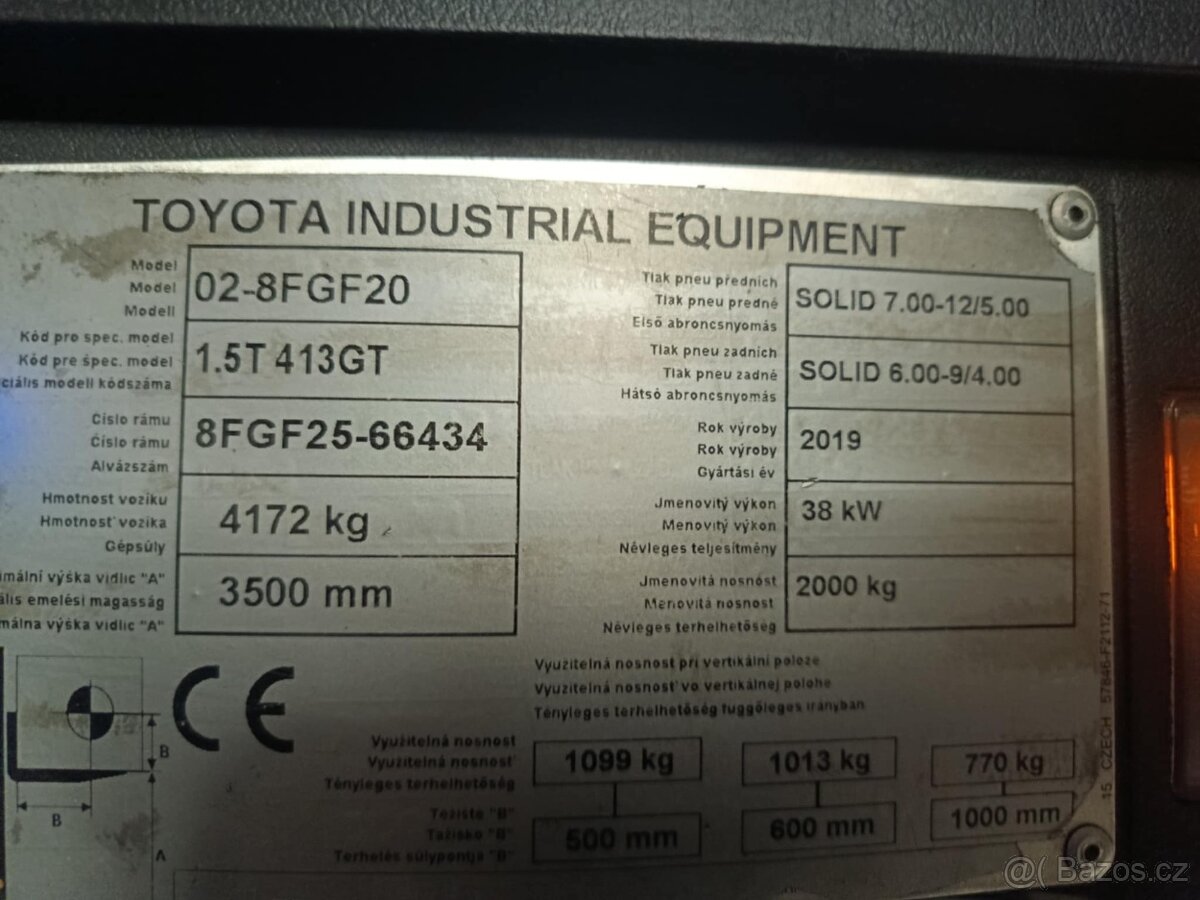 TOYOTA INDUSTRIAL EQUIPMENT
Model
Model
Modell
02-8FGF20
Kód pro spec. model
Kód pre špec. model
ciális modell kódszáma
1.5T 413GT
Číslo rámu
Číslo rámu
Alvázszám
8FGF25-66434
Hmotnost vozíku
Hmotnosť vozíka
Gépsúly
4172 kg
imální výška vidlic "A"
ális emelési magasság
málna výška vidlíc "A"
3500 mm
Tlak pneu předních
Tlak pneu predné
Első abroncsnyomás
SOLID 7.00-12/5.00
Tlak pneu zadních
Tlak pneu zadné
Hátsó abroncsnyomás
SOLID 6.00-9/4.00
Rok výroby
Rok výroby
Gyártási év
2019
Jmenovitý výkon
Menovitý výkon
Névleges teljesítmény
38 kW
Jmenovitá nosnost
Menovitá nosnost
Névleges terhelhetőség
2000 kg
Využitelná nosnost při vertikální poloze
Využiteľná nosnosť vo vertikálnej polohe
Tényleges terhelhetőség függőleges irányban
CE
B
B
A
Využitelná nosnost
Využiteľná nosnosť
Tényleges terhelhetőség
1099 kg
1013 kg
770 kg
Těžiště "B"
Ťažisko "B"
Terhelés súlypontja "B"
500 mm
600 mm
1000 mm
15 CZECH 57846-F2112-71
@( Bazos.cz